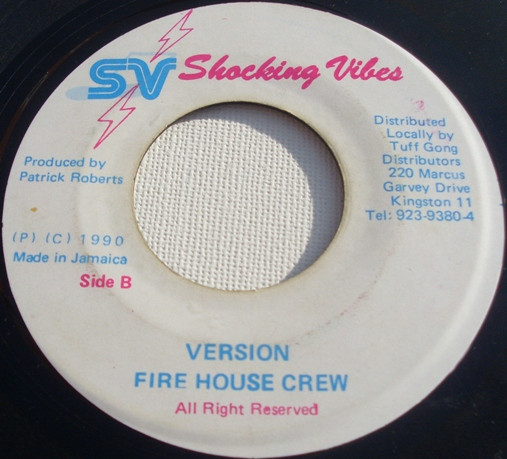 SV Shocking Vibes
Produced by
Patrick Roberts
Distributed
Locally by
Tuff Gong
Distributors
220 Marcus
Garvey Drive
Kingston 11
Tel: 923-9380-4
(P) (C) 1990
Made in Jamaica
Side B
VERSION
FIRE HOUSE CREW
All Right Reserved